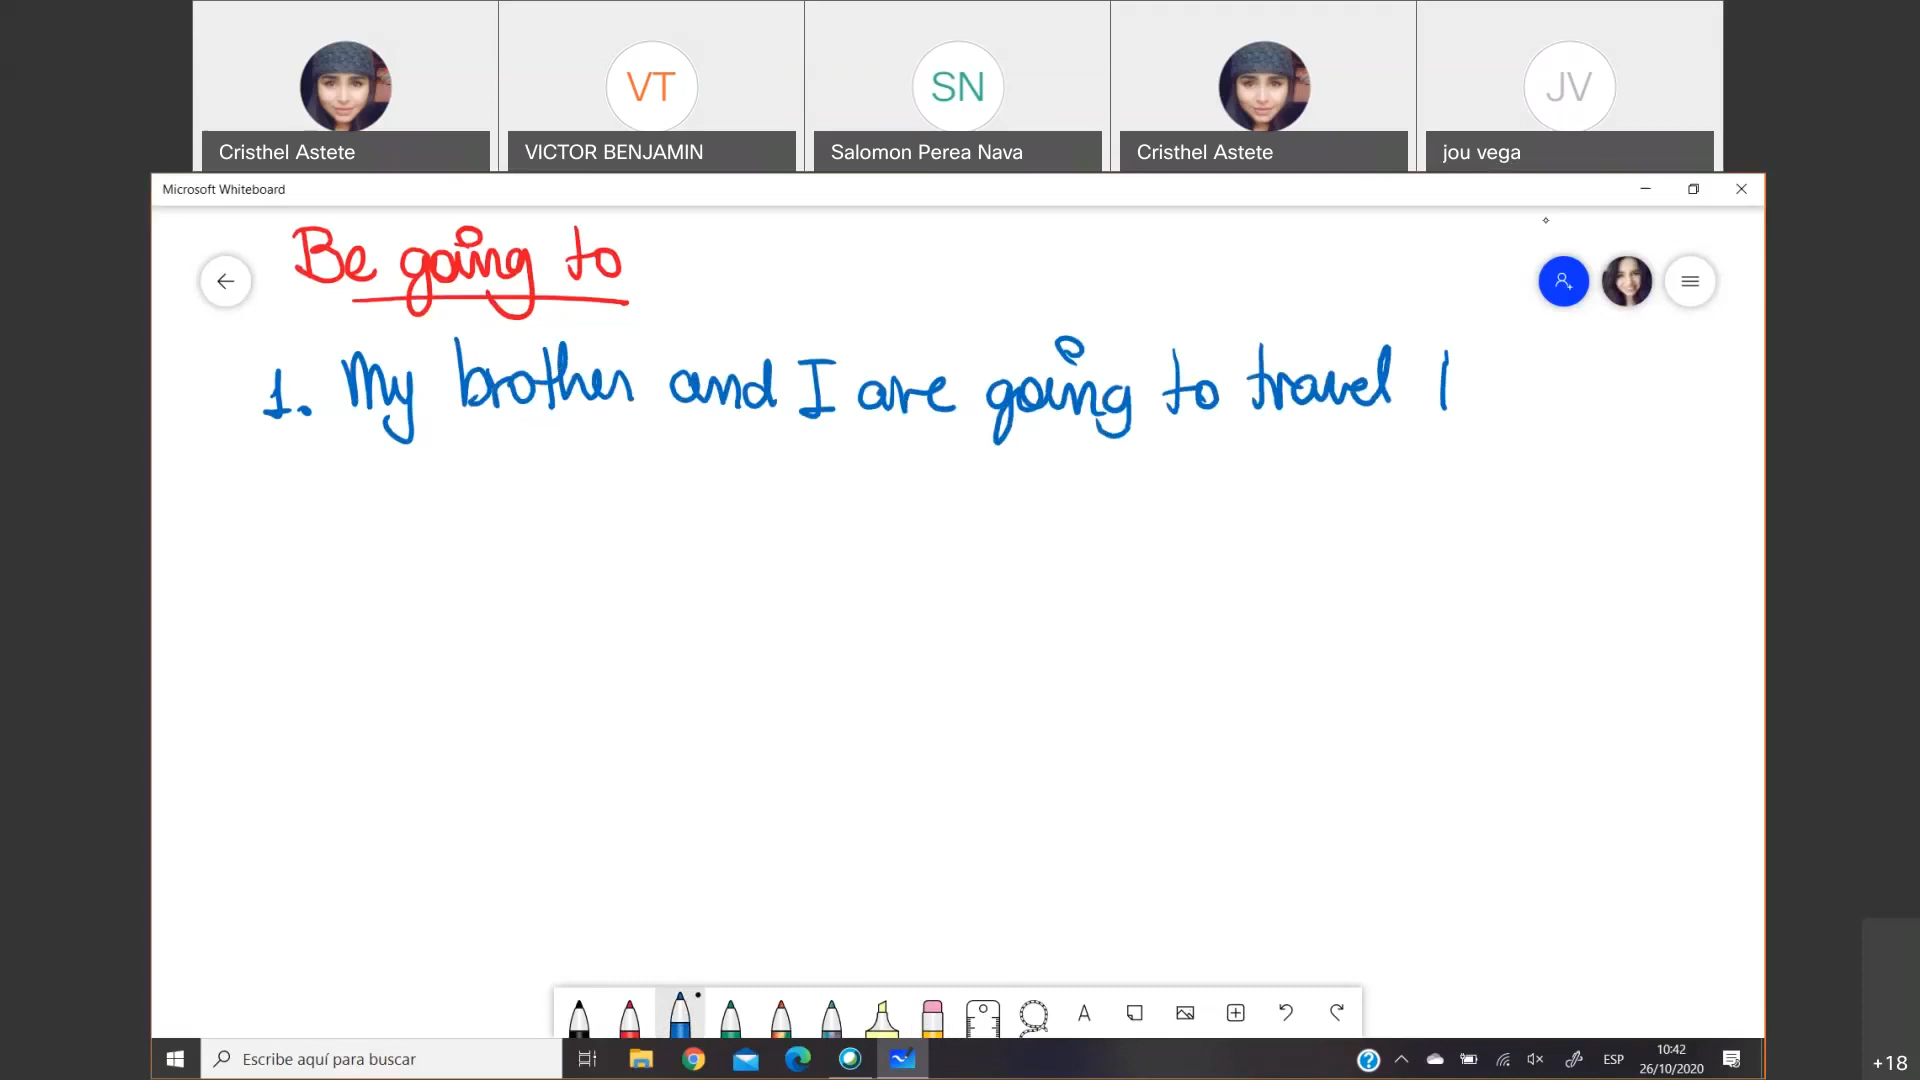 VT SN JV
Cristhel Astete VICTOR BENJAMIN Salomon Perea Nava Cristhel Astete jou vega
Microsoft Whiteboard
Be going to
1. My brother and I are going to travel
A
Escribe aquí para buscar
ESP
10:42
26/10/2020
+18